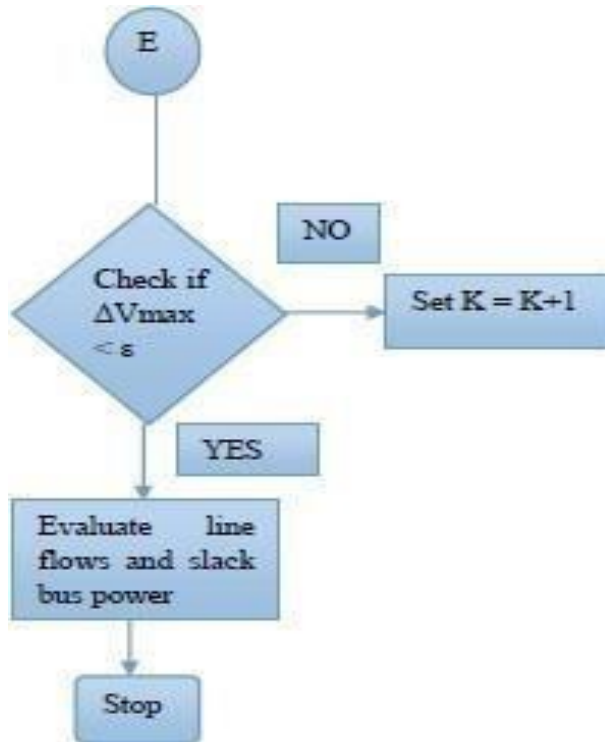 E
NO
Check if
ΔVmax
< ε
Set K = K+1
YES
Evaluate line
flows and slack
bus power
Stop